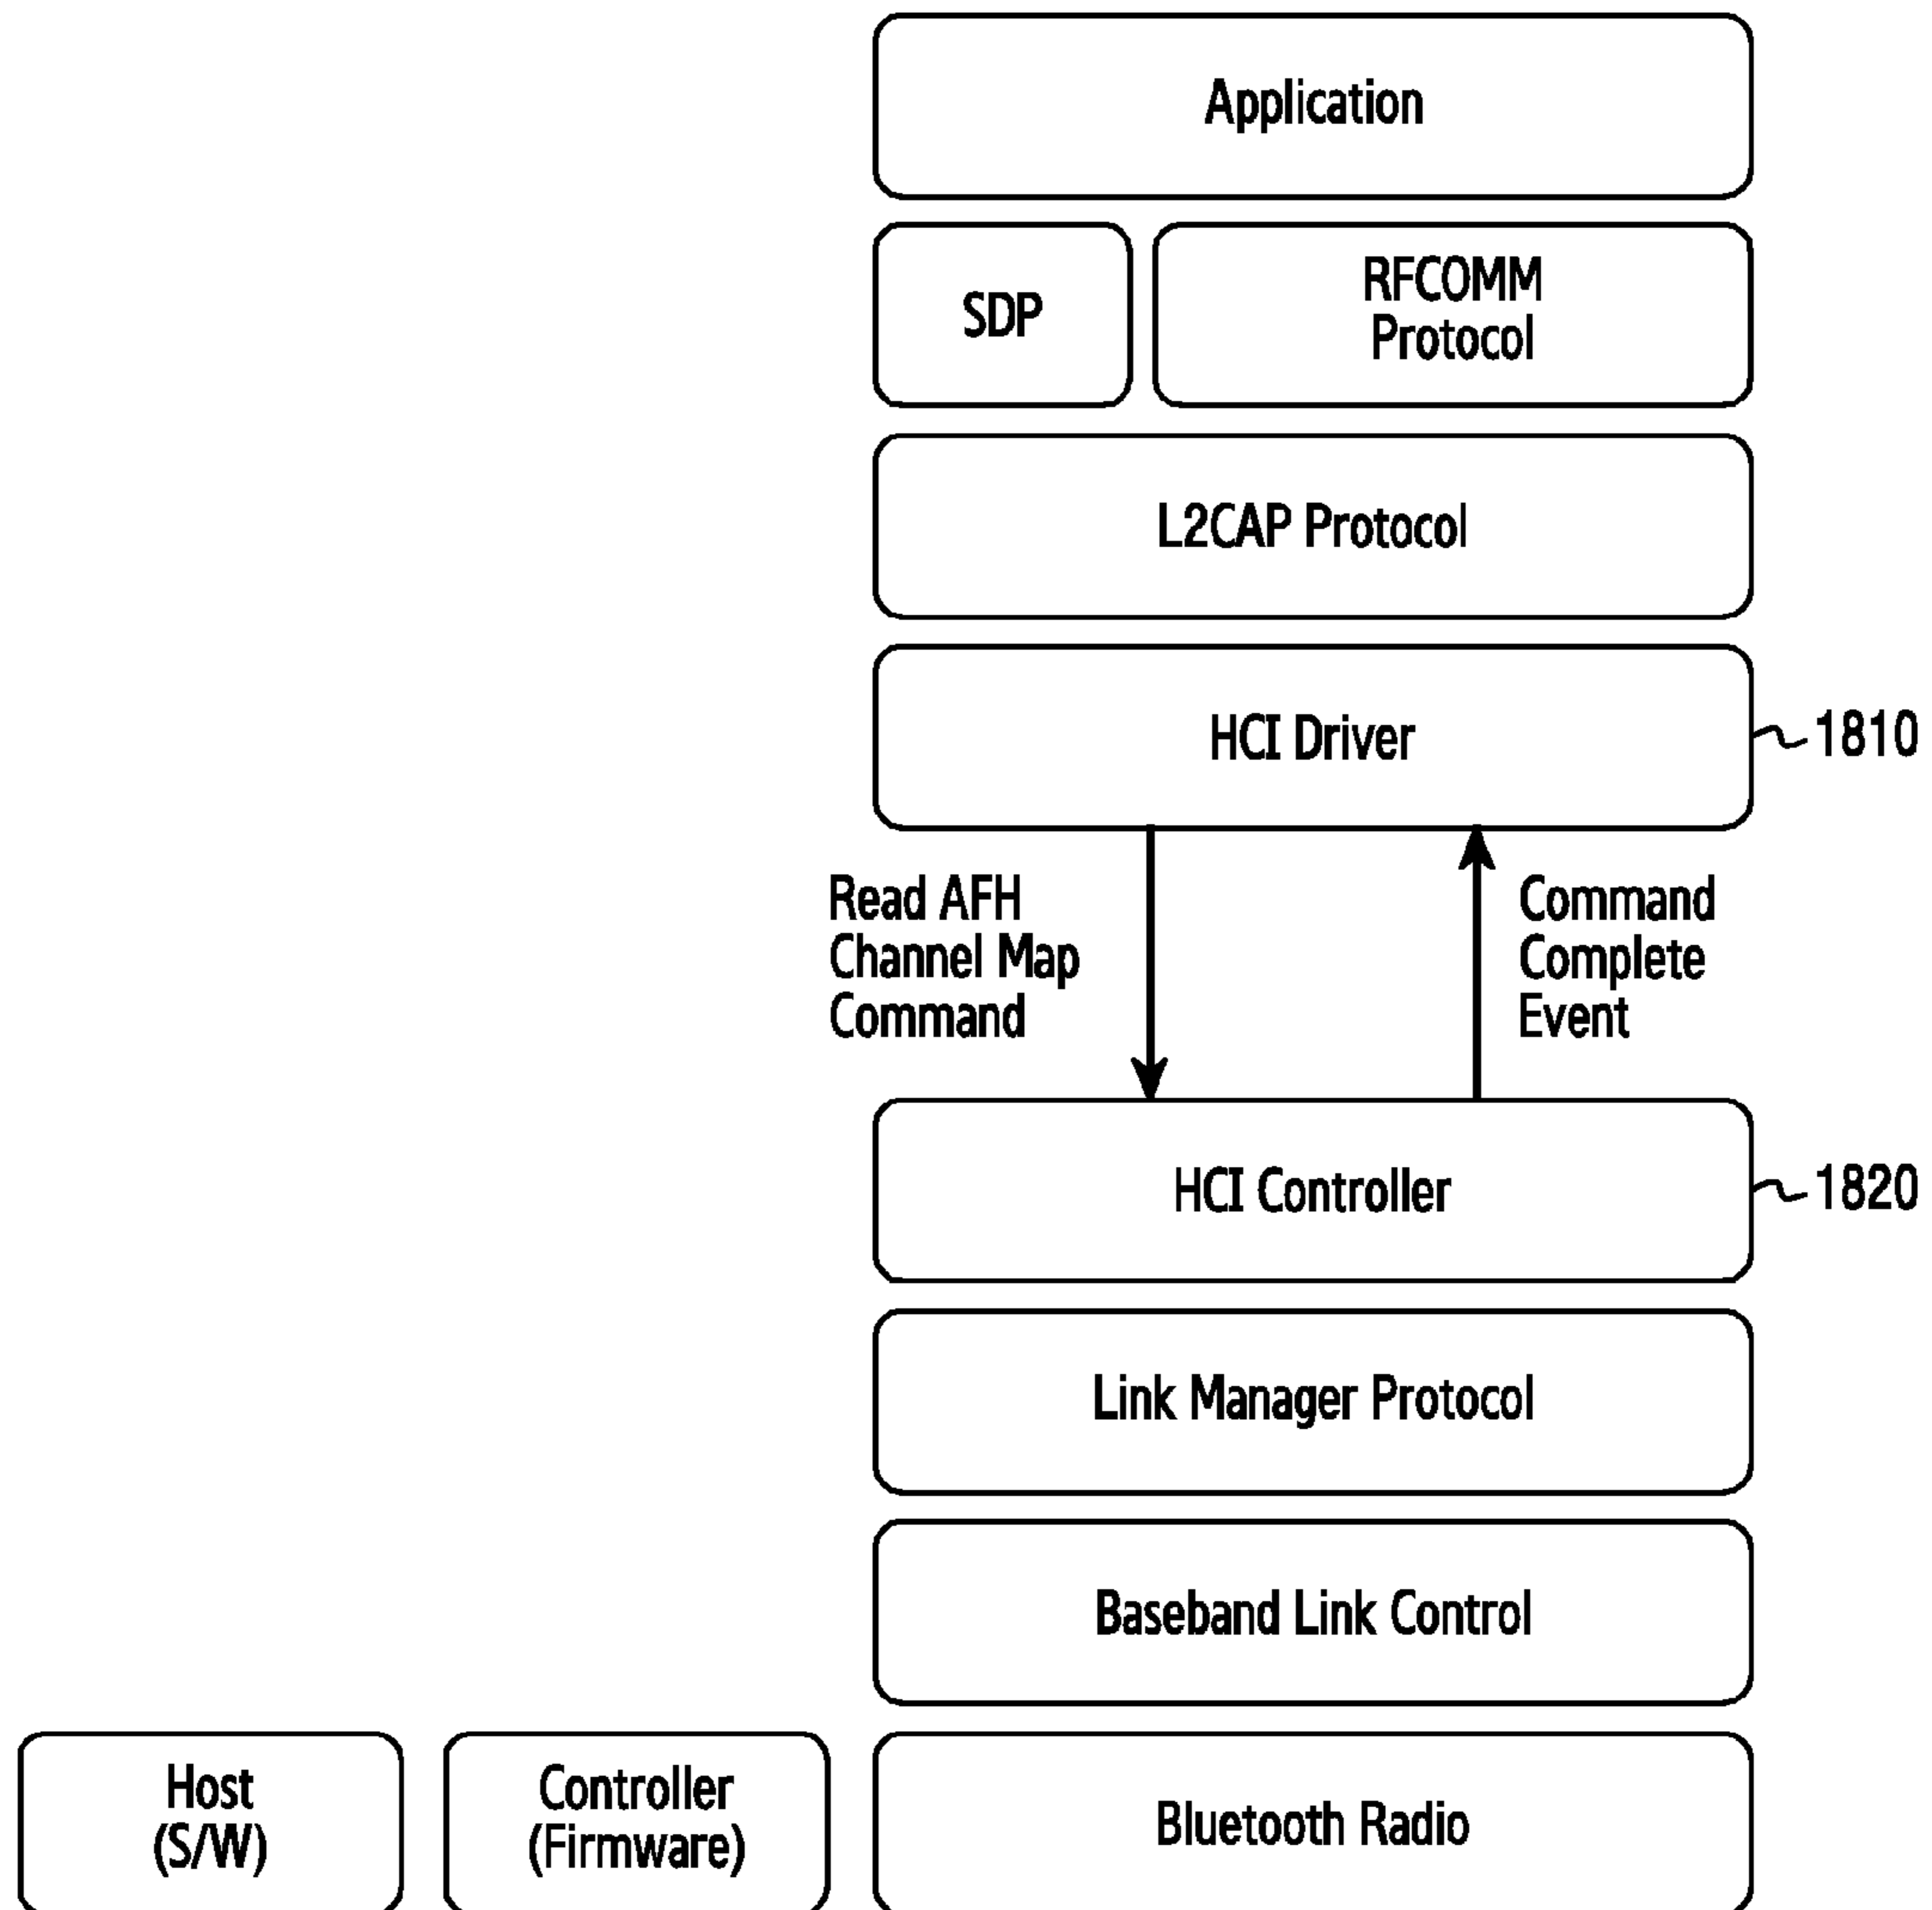 Application
SDP
RFCOMM
Protocol
L2CAP Protocol
HCI Driver
1810
Read AFH
Channel Map
Command
Command
Complete
Event
HCI Controller
1820
Link Manager Protocol
Baseband Link Control
Host
(S/W)
Controller
(Firmware)
Bluetooth Radio